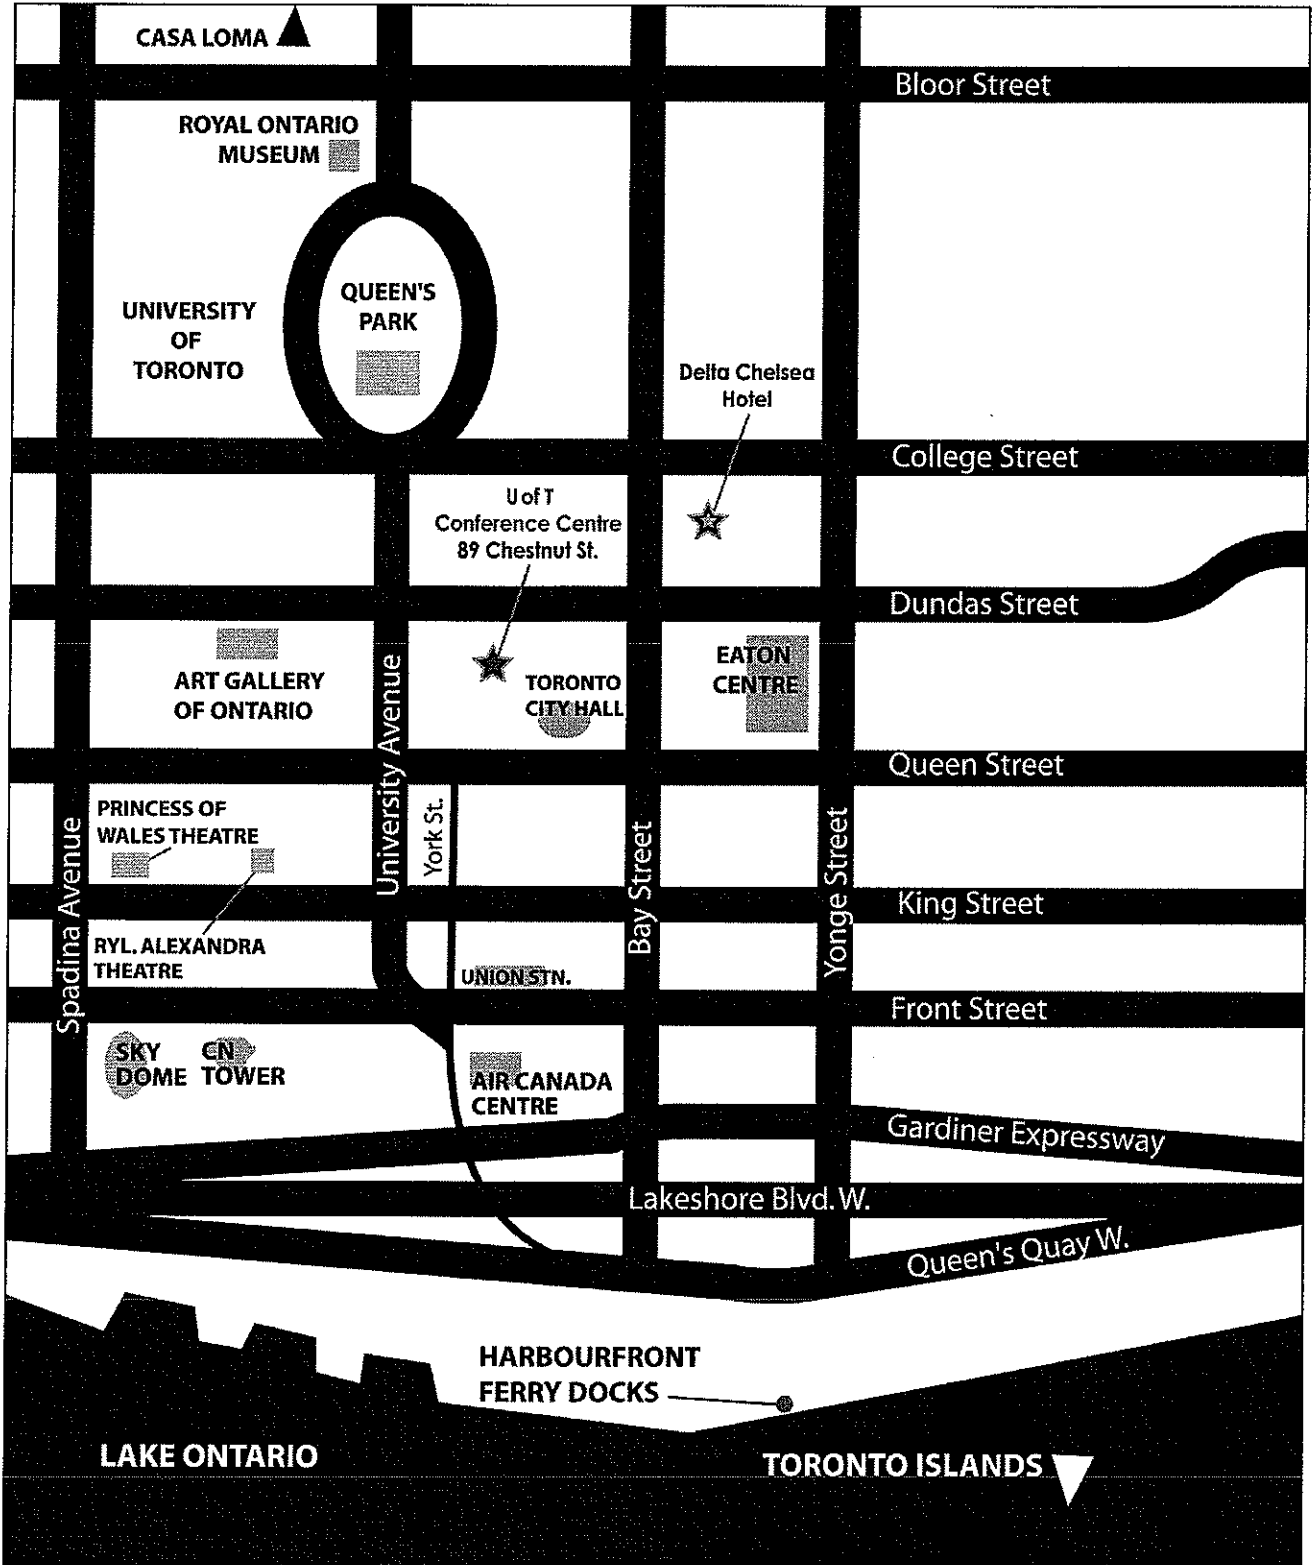 CASA LOMA
Bloor Street
ROYAL ONTARIO
MUSEUM
UNIVERSITY
OF
TORONTO
QUEEN'S
PARK
Delta Chelsea
Hotel
College Street
U of T
Conference Centre
89 Chestnut St.
Dundas Street
ART GALLERY
OF ONTARIO
University Avenue
TORONTO
CITY HALL
EATON
CENTRE
Queen Street
PRINCESS OF
WALES THEATRE
York St.
Spadina Avenue
Bay Street
Yonge Street
King Street
RYL. ALEXANDRA
THEATRE
UNION STN.
Front Street
SKY
DOME
CN
TOWER
AIR CANADA
CENTRE
Gardiner Expressway
Lakeshore Blvd. W.
Queen's Quay W.
HARBOURFRONT
FERRY DOCKS
LAKE ONTARIO
TORONTO ISLANDS